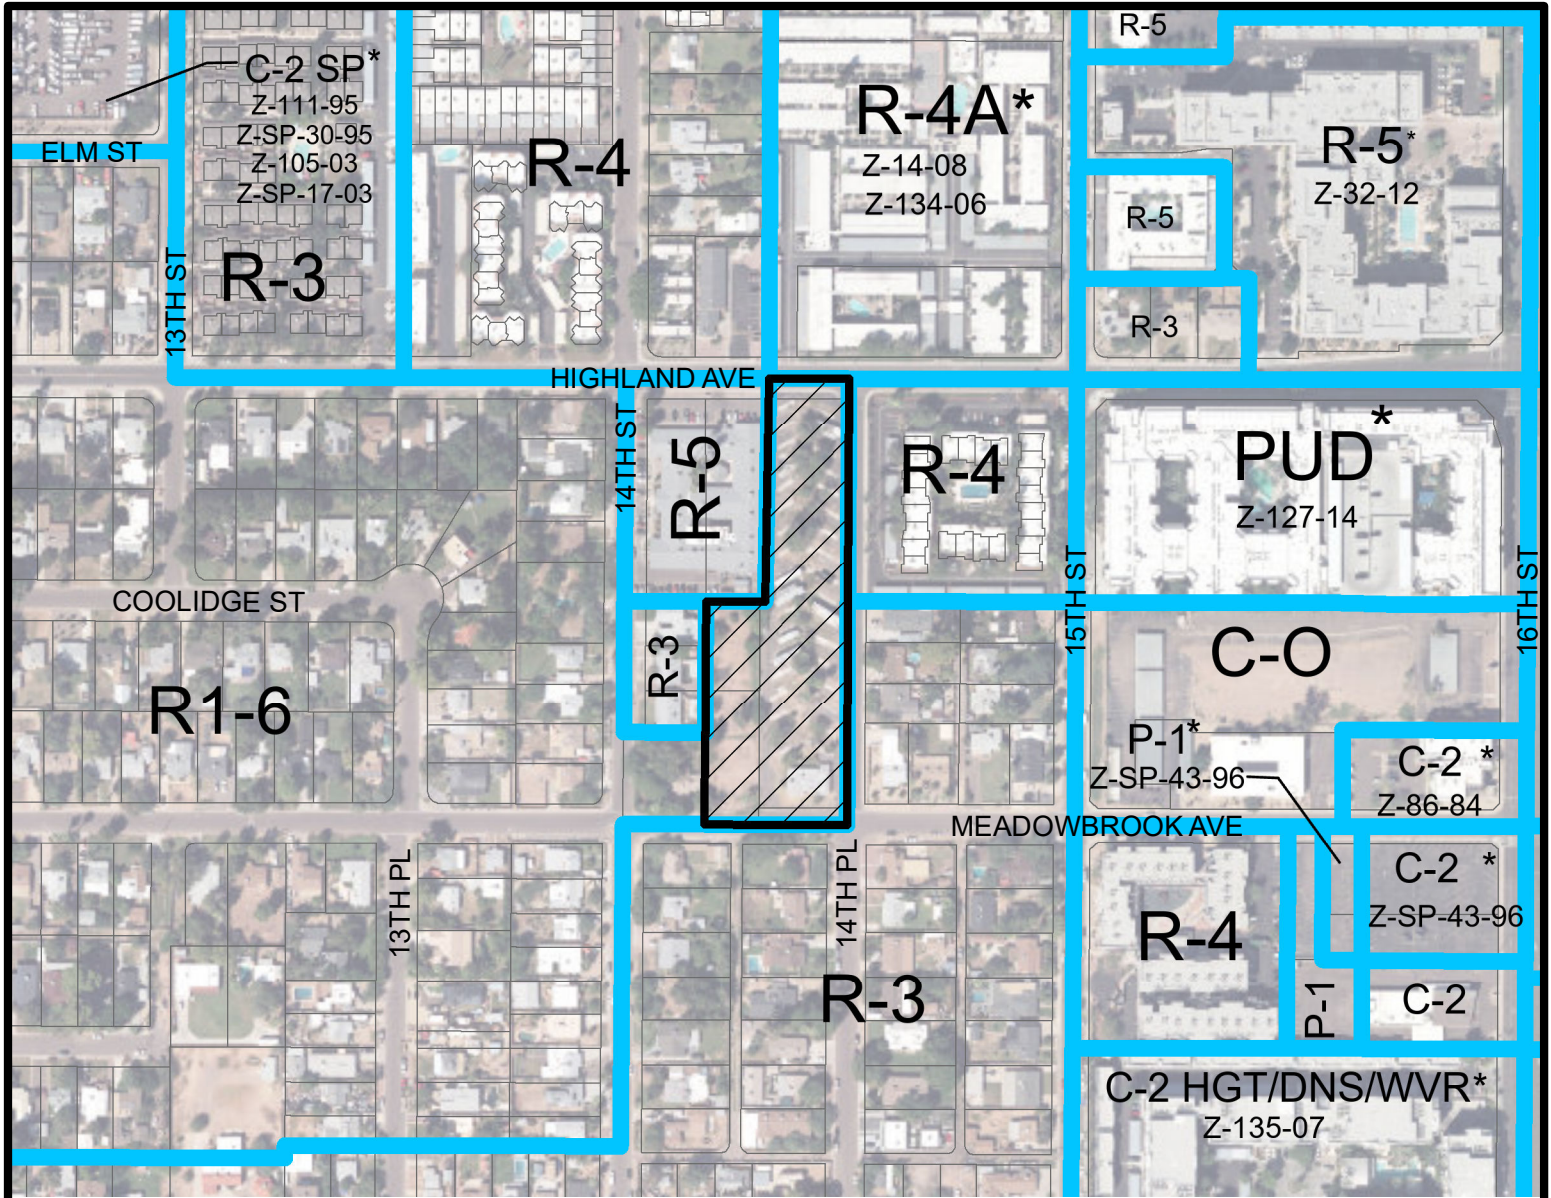 R-5
C-2 SP*
Z-111-95
Z-SP-30-95
Z-105-03
Z-SP-17-03
ELM ST
R-4
R-4A*
Z-14-08
Z-134-06
R-5*
Z-32-12
R-5
13TH ST
R-3
R-3
HIGHLAND AVE
14TH ST
R-5
R-4
PUD*
Z-127-14
15TH ST
16TH ST
COOLIDGE ST
R-3
C-O
R1-6
P-1*
Z-SP-43-96
C-2 *
Z-86-84
MEADOWBROOK AVE
13TH PL
14TH PL
C-2 *
Z-SP-43-96
R-4
R-3
P-1
C-2
C-2 HGT/DNS/WVR*
Z-135-07